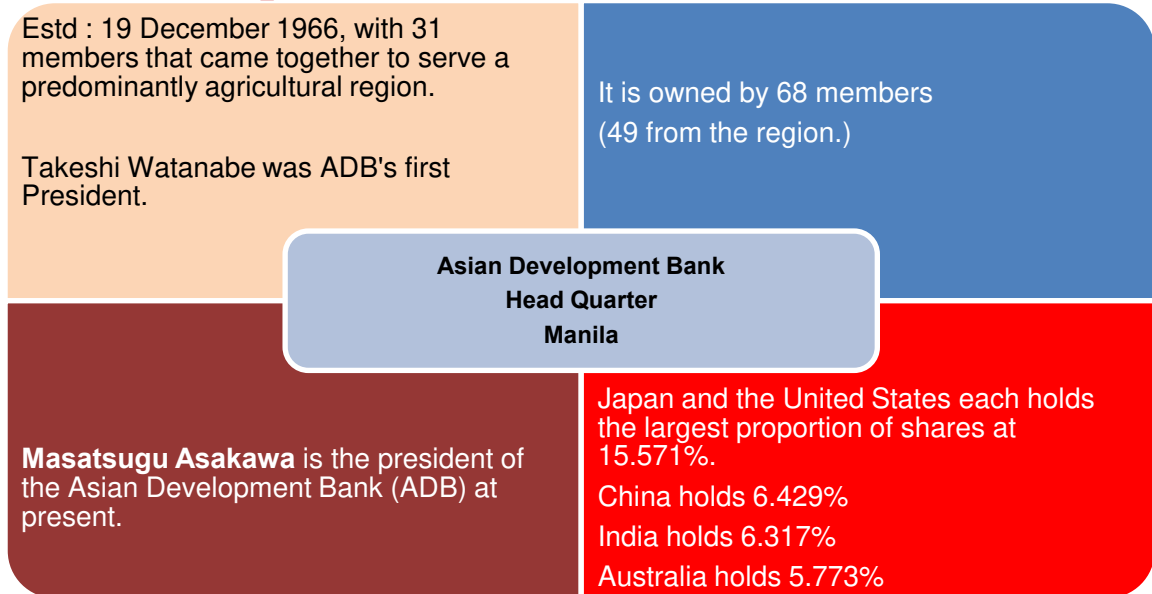 Estd : 19 December 1966, with 31
members that came together to serve a
predominantly agricultural region.
Takeshi Watanabe was ADB's first
President.
It is owned by 68 members
(49 from the region.)
Asian Development Bank
Head Quarter
Manila
Masatsugu Asakawa is the president of
the Asian Development Bank (ADB) at
present.
Japan and the United States each holds
the largest proportion of shares at
15.571%.
China holds 6.429%
India holds 6.317%
Australia holds 5.773%